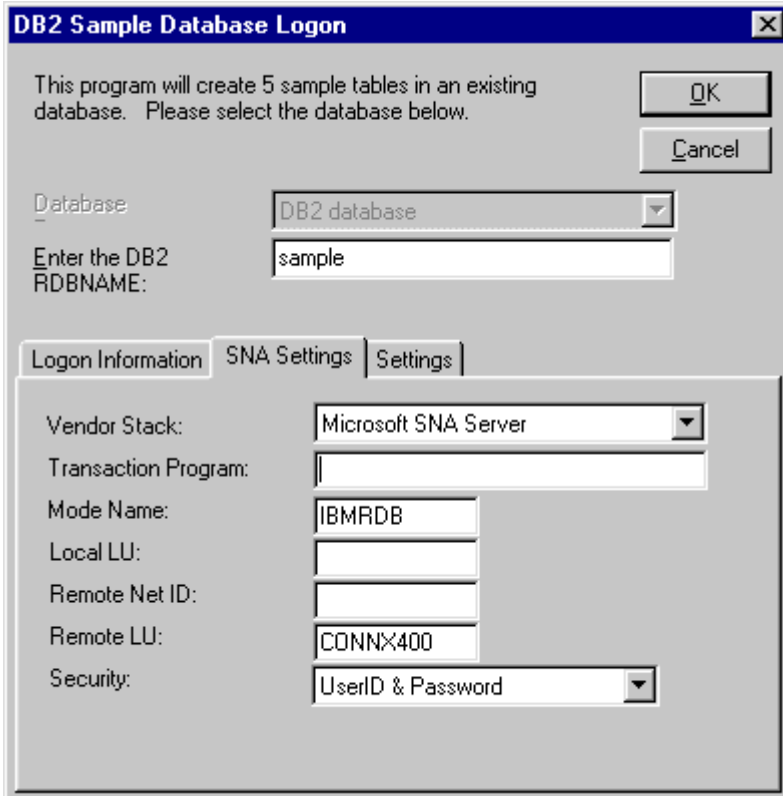 DB2 Sample Database Logon
This program will create 5 sample tables in an existing
database.   Please select the database below.
OK
Cancel
Database
DB2 database
Enter the DB2
RDBNAME:
sample
Logon Information
SNA Settings
Settings
Vendor Stack:
Microsoft SNA Server
Transaction Program:
Mode Name:
IBMRDB
Local LU:
Remote Net ID:
Remote LU:
CONNX400
Security:
UserID & Password